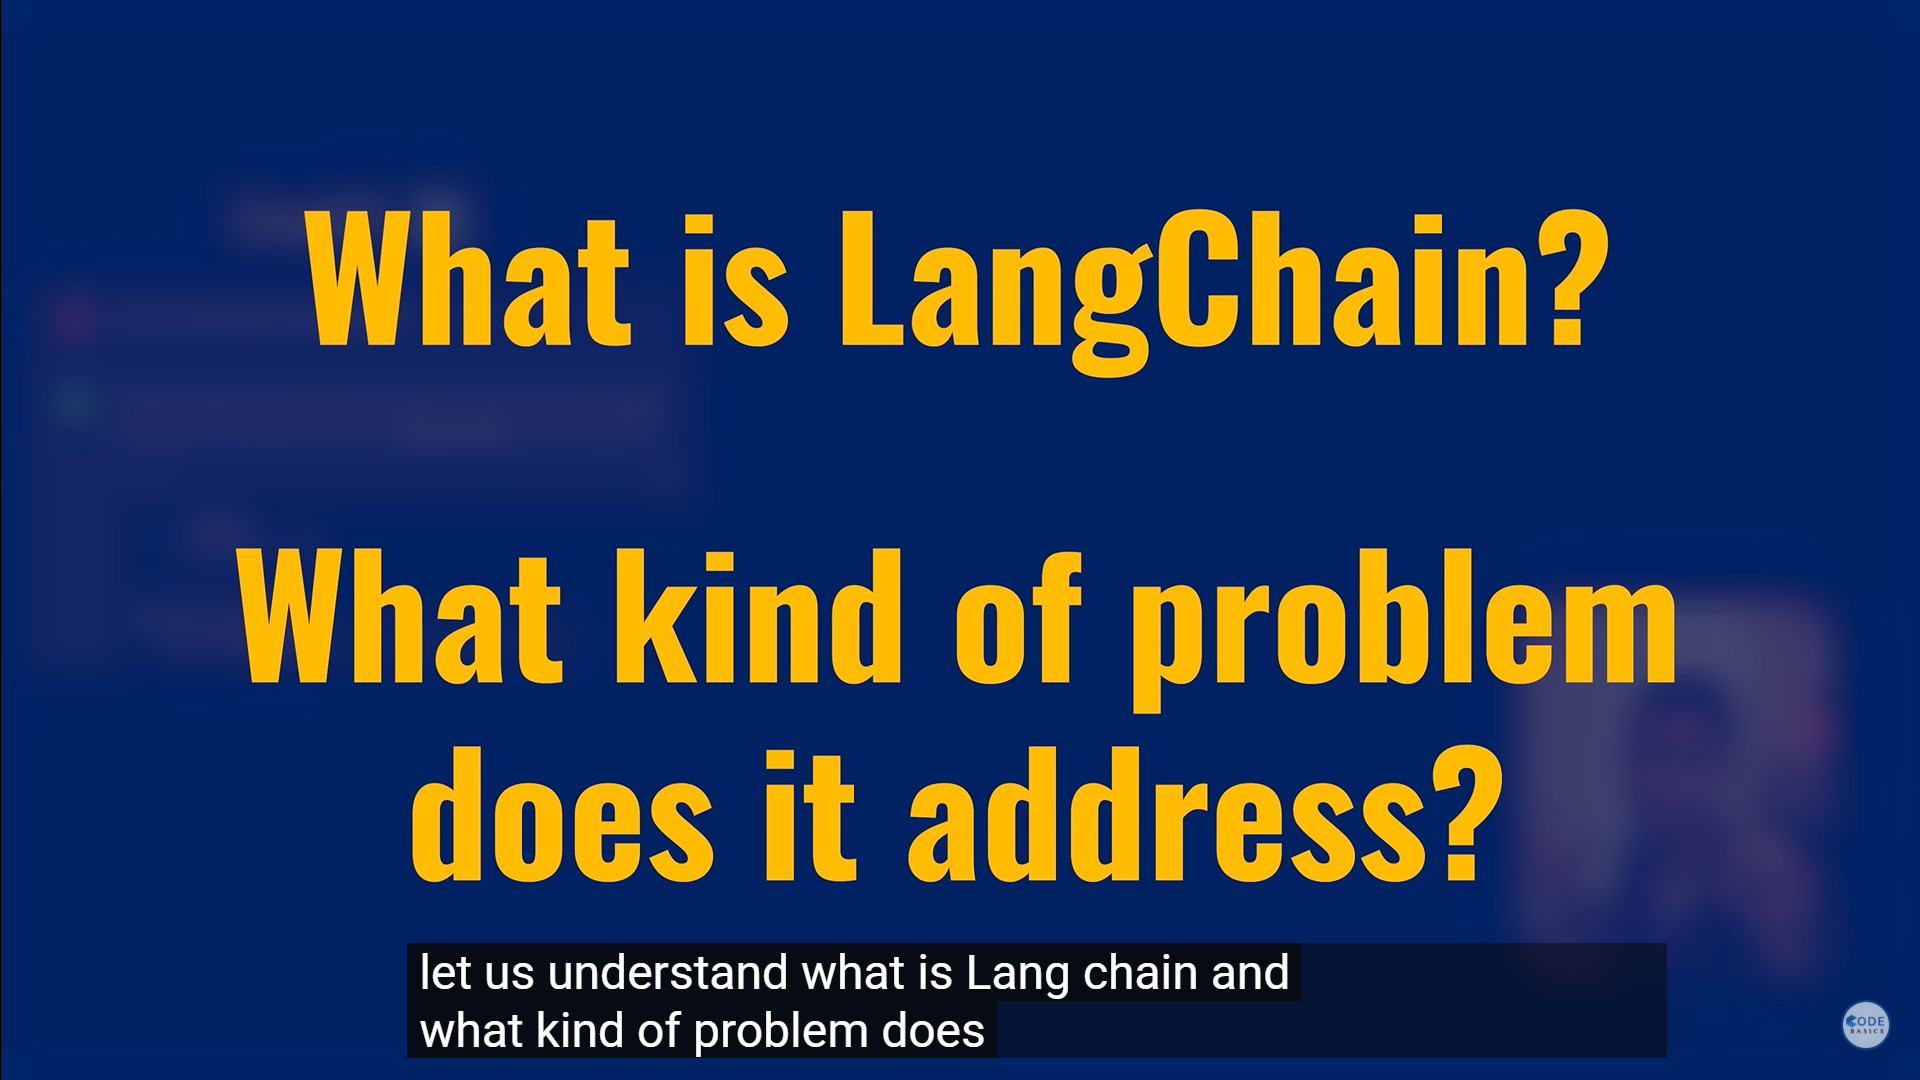 What is LangChain?
What kind of problem
does it address?
let us understand what is Lang chain and
what kind of problem does
CODE
BASICS